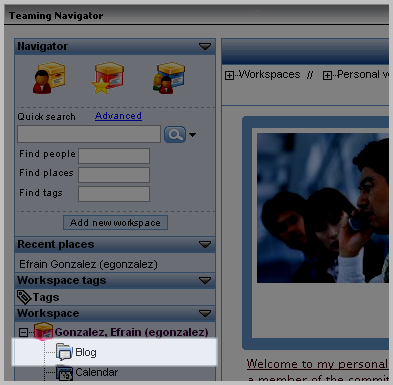 Teaming Navigator
Navigator
Quick search Advanced
Find people
Find places
Find tags
Add new workspace
Recent places
Efrain Gonzalez (egonzalez)
Workspace tags
Tags
Workspace
Gonzalez, Efrain (egonzalez)
Blog
Calendar
Workspaces // Personal
Welcome to my personal
a member of the